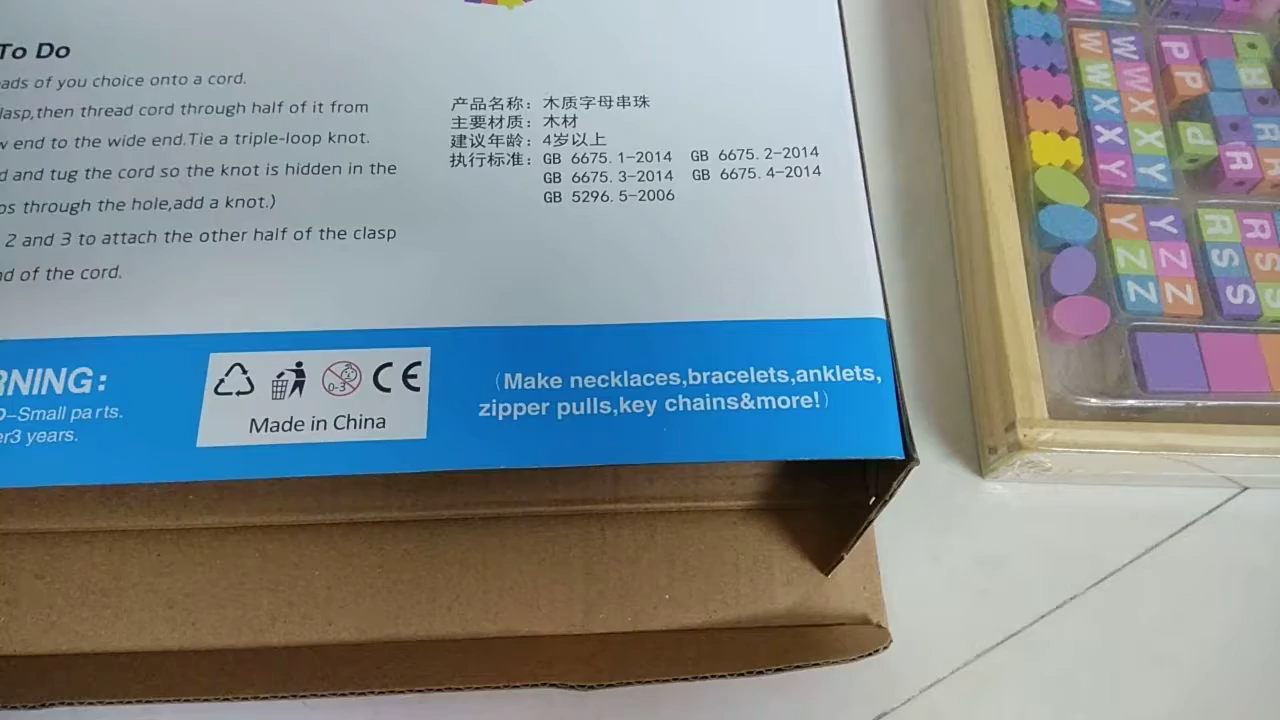 To Do
of you choice onto a cord.
then thread cord through half of it from
end to the wide end.Tie a triple-loop knot.
and tug the cord so the knot is hidden in the
through the hole,add a knot.)
2 and 3 to attach the other half of the clasp
of the cord.
产品名称：木质字母串珠
主要材质：木材
建议年龄：4岁以上
执行标准：GB 6675.1-2014 GB 6675.2-2014
GB 6675.3-2014 GB 6675.4-2014
GB 5296.5-2006
Small parts.
3 years.
0-3
CE
Made in China
(Make necklaces,bracelets,anklets,
zipper pulls,key chains&more!)
W W
W W
X X
X X
Y Y
Y Y
Z Z
Z Z
P
P
H
P
R
R R
S S
S S